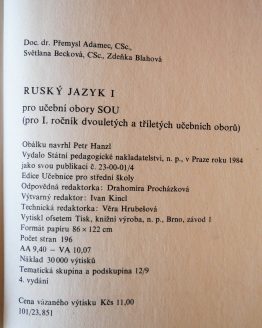 Doc. dr. Přemysl Adamec, CSc.,
Světlana Becková, CSc., Zdeňka Blahová
RUSKÝ JAZYK I
pro učební obory SOU
(pro I. ročník dvouletých a tříletých učebních oborů)
Obálku navrhl Petr Hanzl
Vydalo Státní pedagogické nakladatelství, n. p., v Praze roku 1984
jako svou publikaci č. 23-00-01/4
Edice Učebnice pro střední školy
Odpovědná redaktorka: Drahomíra Procházková
Výtvarný redaktor: Ivan Kincl
Technická redaktorka: Věra Hrubešová
Vytiskl ofsetem Tisk, knižní výroba, n. p., Brno, závod 1
Formát papíru 86 × 122 cm
Počet stran 196
AA 9,40 – VA 10,07
Náklad 30 000 výtisků
Tematická skupina a podskupina 12/9
4. vydání
Cena vázaného výtisku Kčs 11,00
101/23,851